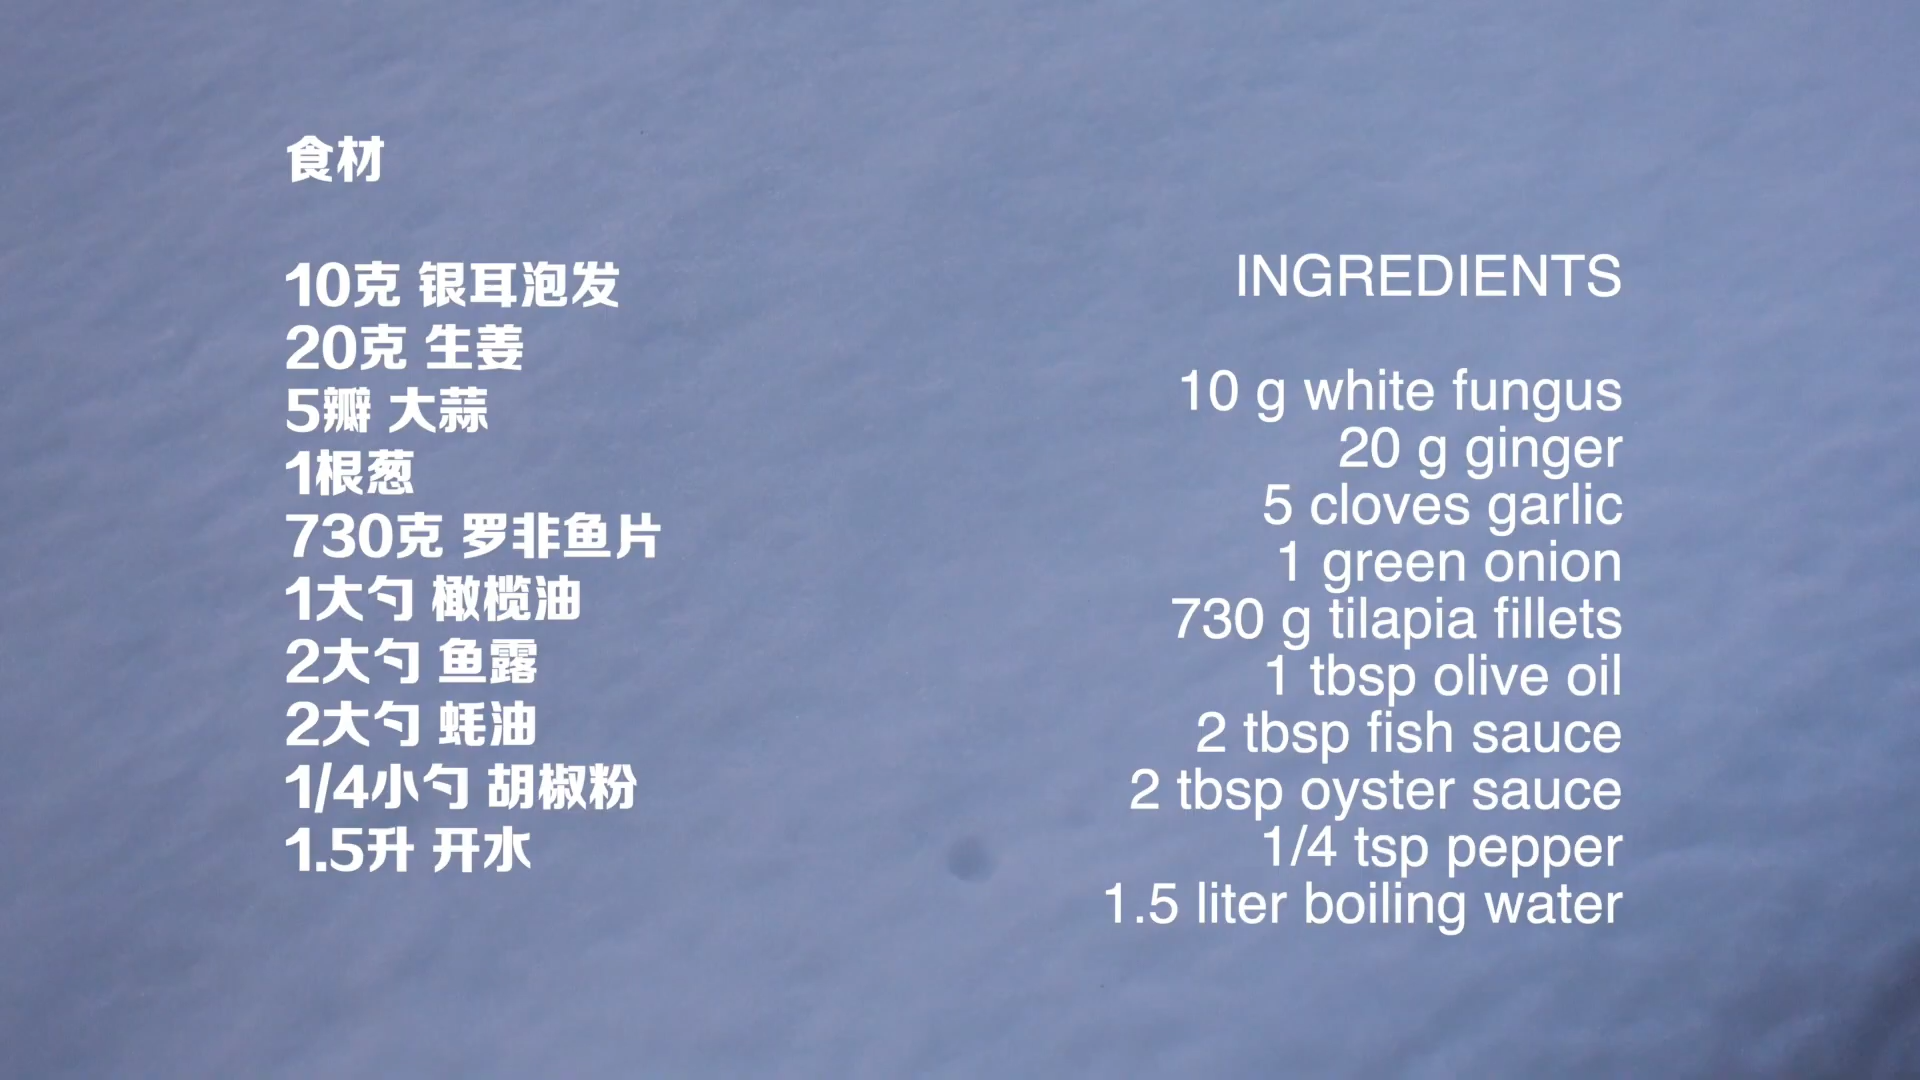 食材
10克 银耳泡发
20克 生姜
5瓣 大蒜
1根葱
730克 罗非鱼片
1大勺 橄榄油
2大勺 鱼露
2大勺 蚝油
1/4小勺 胡椒粉
1.5升 开水
INGREDIENTS
10 g white fungus
20 g ginger
5 cloves garlic
1 green onion
730 g tilapia fillets
1 tbsp olive oil
2 tbsp fish sauce
2 tbsp oyster sauce
1/4 tsp pepper
1.5 liter boiling water